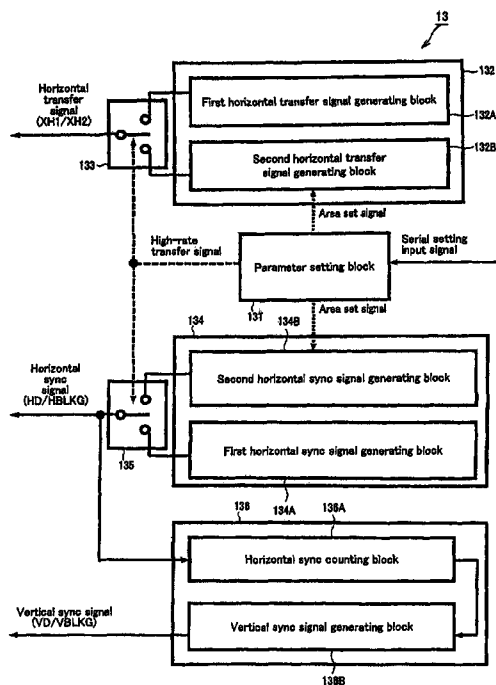 13
Horizontal
transfer
signal
(XH1/XH2)
132
First horizontal transfer signal generating block
132A
132B
Second horizontal transfer
signal generating block
133
Area set signal
High-rate
transfer signal
Serial setting
input signal
Parameter setting block
131
Area set signal
134
134B
Horizontal
sync
signal
(HD/HBLKG)
Second horizontal sync signal generating block
First horizontal sync signal generating block
135
134A
136
136A
Horizontal sync counting block
Vertical sync signal
(VD/VBLKG)
Vertical sync signal generating block
136B